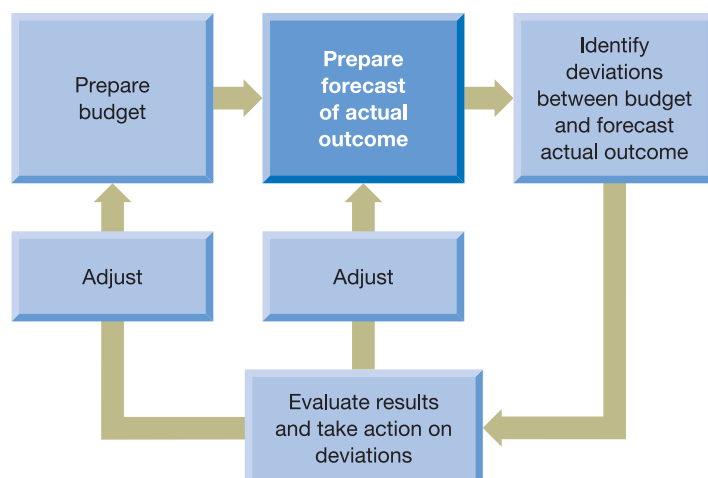 Prepare
budget
Prepare
forecast
of actual
outcome
Identify
deviations
between budget
and forecast
actual outcome
Adjust
Adjust
Evaluate results
and take action on
deviations